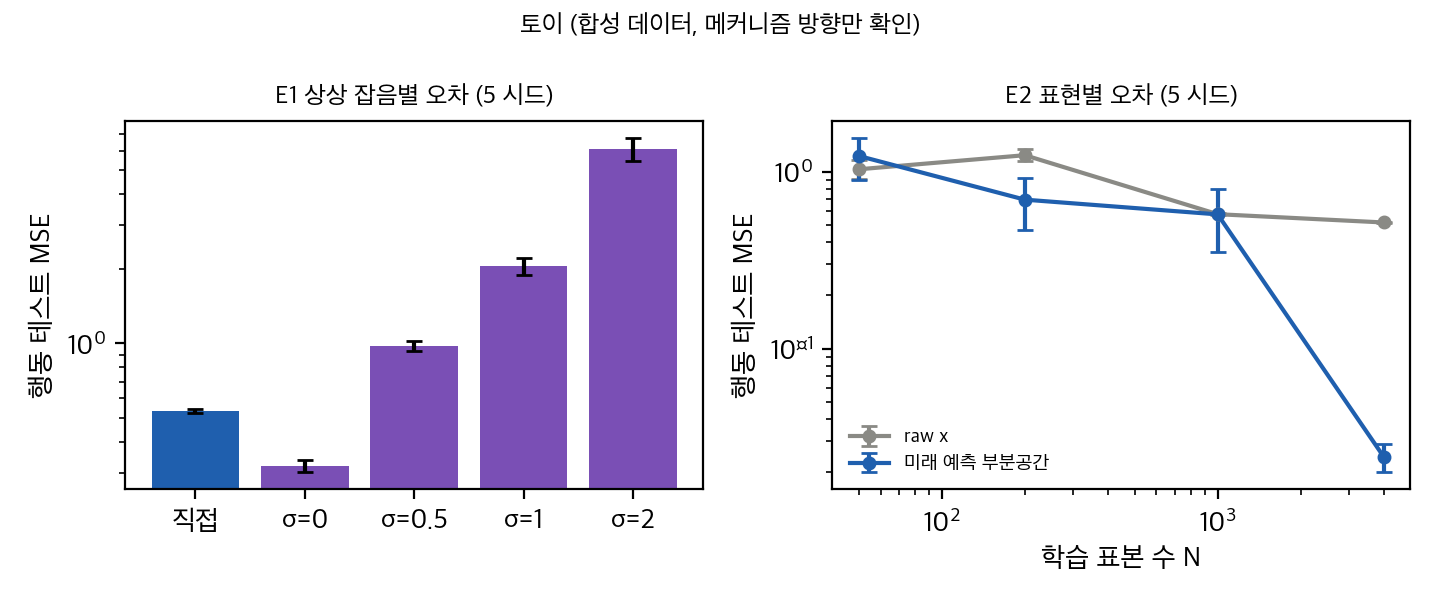 토이 (합성 데이터, 메커니즘 방향만 확인)
E1 상상 잡음별 오차 (5 시드)
행동 테스트 MSE
10⁰
직접 σ=0 σ=0.5 σ=1 σ=2
E2 표현별 오차 (5 시드)
행동 테스트 MSE
10⁰
10¤¹
raw x
미래 예측 부분공간
10² 10³
학습 표본 수 N